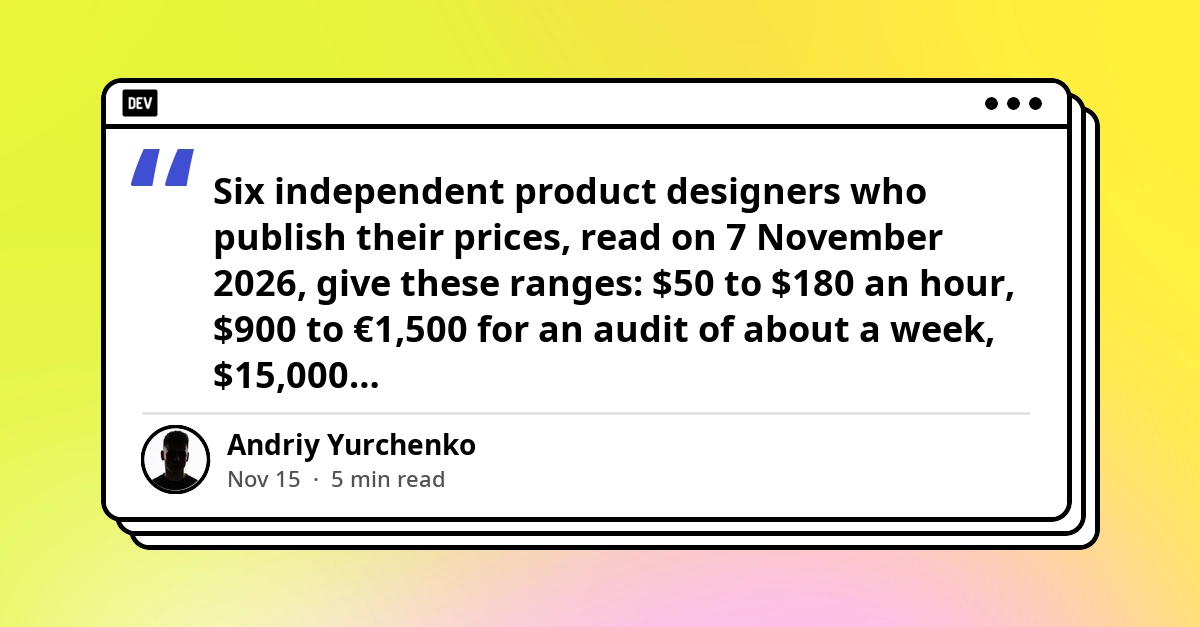 DEV
“
Six independent product designers who
publish their prices, read on 7 November
2026, give these ranges: $50 to $180 an hour,
$900 to €1,500 for an audit of about a week,
$15,000...
Andriy Yurchenko
Nov 15 · 5 min read